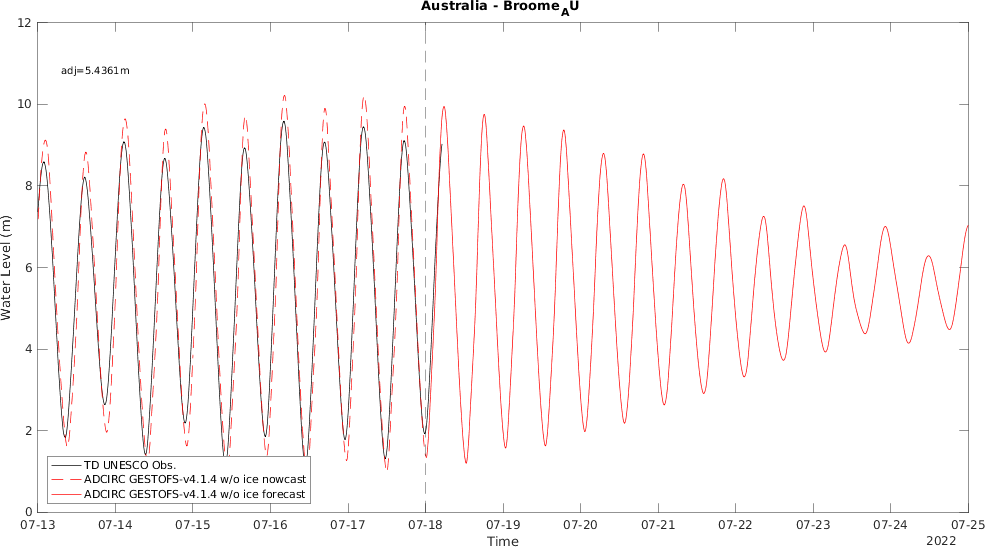 Australia - Broome_AU
12
adj=5.4361m
10
8
6
4
2
0
Water Level (m)
TD UNESCO Obs.
ADCIRC GESTOFS-v4.1.4 w/o ice nowcast
ADCIRC GESTOFS-v4.1.4 w/o ice forecast
07-13 07-14 07-15 07-16 07-17 07-18 07-19 07-20 07-21 07-22 07-23 07-24 07-25
Time
2022